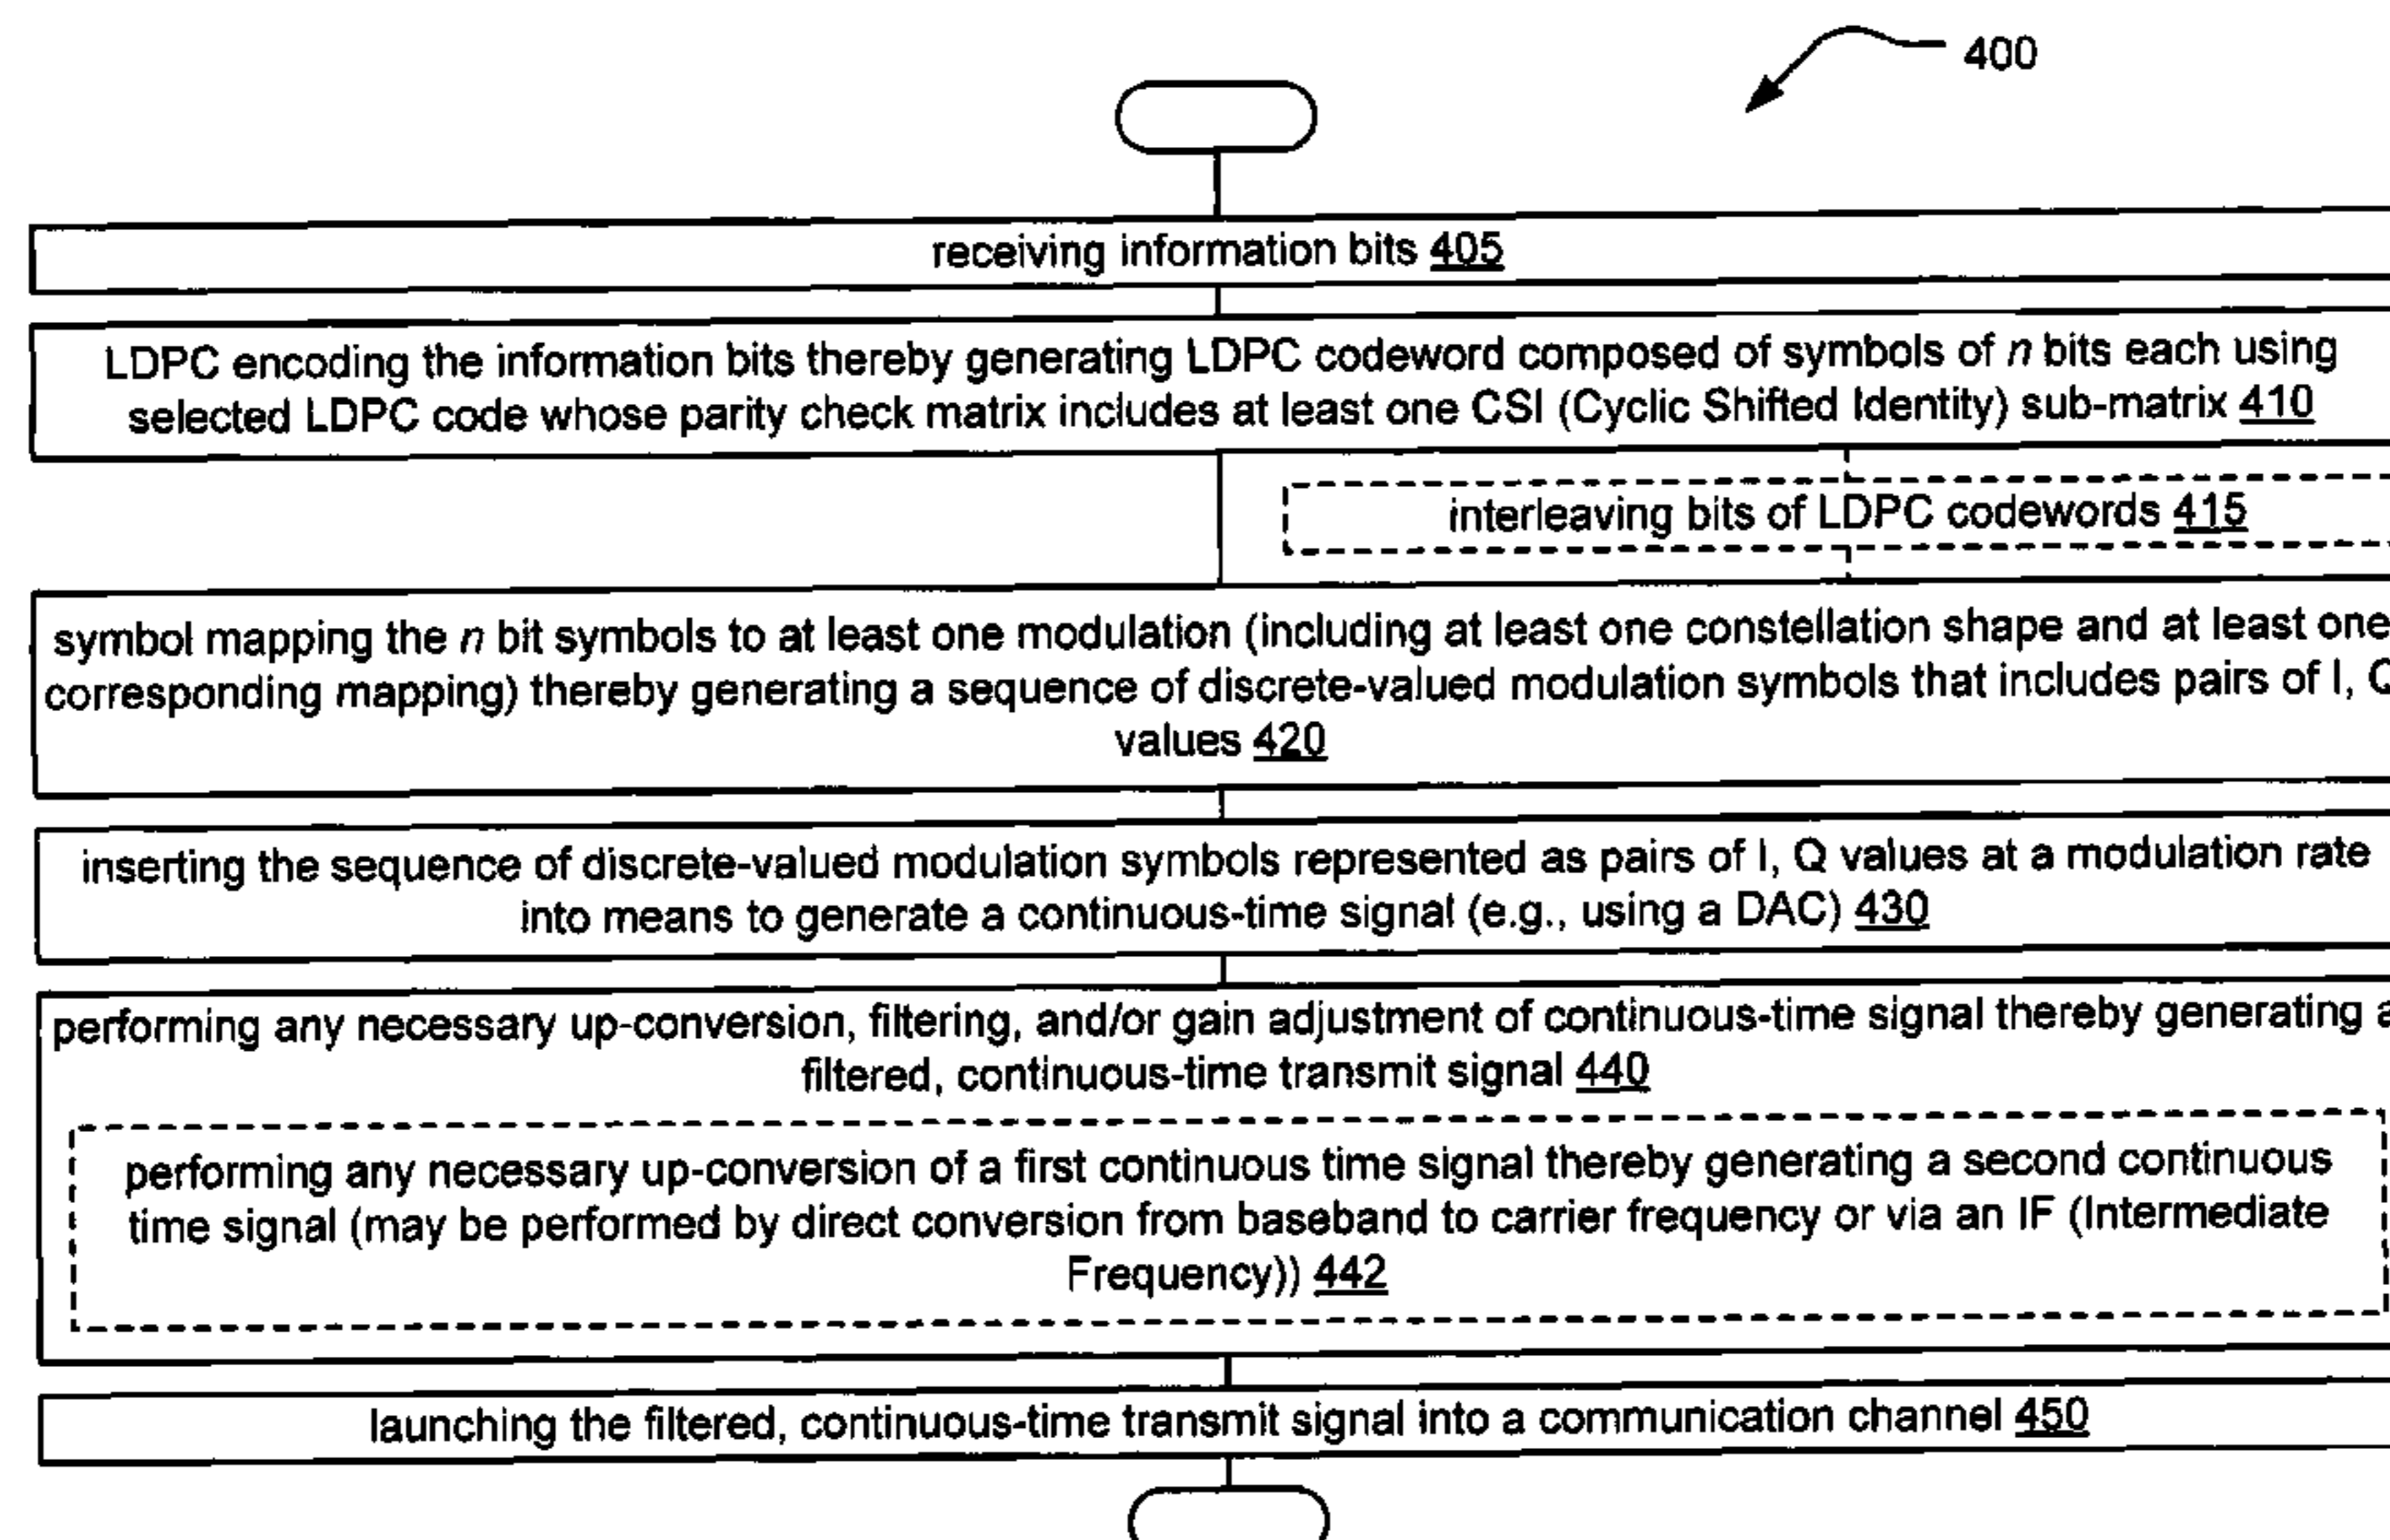 400
receiving information bits 405
LDPC encoding the information bits thereby generating LDPC codeword composed of symbols of n bits each using
selected LDPC code whose parity check matrix includes at least one CSI (Cyclic Shifted Identity) sub-matrix 410
interleaving bits of LDPC codewords 415
symbol mapping the n bit symbols to at least one modulation (including at least one constellation shape and at least one
corresponding mapping) thereby generating a sequence of discrete-valued modulation symbols that includes pairs of I, Q
values 420
inserting the sequence of discrete-valued modulation symbols represented as pairs of I, Q values at a modulation rate
into means to generate a continuous-time signal (e.g., using a DAC) 430
performing any necessary up-conversion, filtering, and/or gain adjustment of continuous-time signal thereby generating a
filtered, continuous-time transmit signal 440
performing any necessary up-conversion of a first continuous time signal thereby generating a second continuous
time signal (may be performed by direct conversion from baseband to carrier frequency or via an IF (Intermediate
Frequency)) 442
launching the filtered, continuous-time transmit signal into a communication channel 450